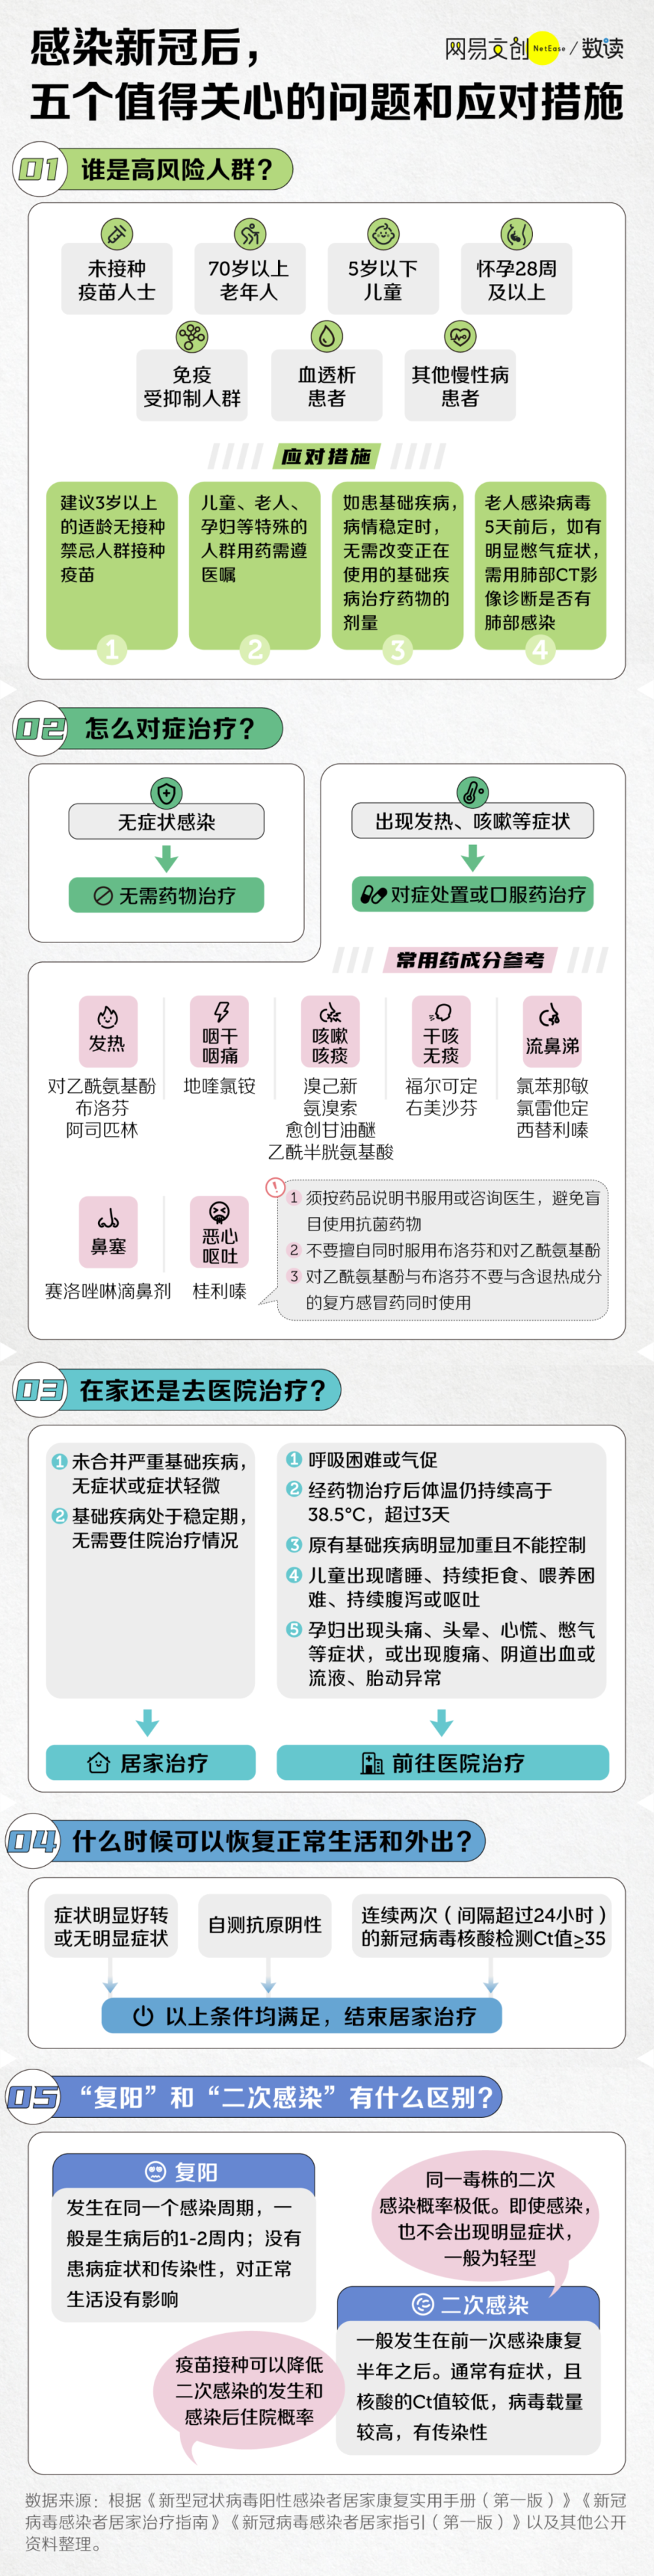 感染新冠后，
五个值得关心的问题和应对措施
网易文创 NetEase / 数读
01 谁是高风险人群？
未接种
疫苗人士
70岁以上
老年人
5岁以下
儿童
怀孕28周
及以上
免疫
受抑制人群
血透析
患者
其他慢性病
患者
应对措施
建议3岁以上
的适龄无接种
禁忌人群接种
疫苗
1
儿童、老人、
孕妇等特殊的
人群用药需遵
医嘱
2
如患基础疾病，
病情稳定时，
无需改变正在
使用的基础疾
病治疗药物的
剂量
3
老人感染病毒
5天前后，如有
明显憋气症状，
需用肺部CT影
像诊断是否有
肺部感染
4
02 怎么对症治疗？
无症状感染
无需药物治疗
出现发热、咳嗽等症状
对症处置或口服药治疗
常用药成分参考
发热
对乙酰氨基酚
布洛芬
阿司匹林
咽干
咽痛
地喹氯铵
咳嗽
咳痰
溴己新
氨溴索
愈创甘油醚
乙酰半胱氨基酸
干咳
无痰
福尔可定
右美沙芬
流鼻涕
氯苯那敏
氯雷他定
西替利嗪
鼻塞
赛洛唑啉滴鼻剂
恶心
呕吐
桂利嗪
1 须按药品说明书服用或咨询医生，避免盲
目使用抗菌药物
2 不要擅自同时服用布洛芬和对乙酰氨基酚
3 对乙酰氨基酚与布洛芬不要与含退热成分
的复方感冒药同时使用
03 在家还是去医院治疗？
1 未合并严重基础疾病，
无症状或症状轻微
2 基础疾病处于稳定期，
无需要住院治疗情况
居家治疗
1 呼吸困难或气促
2 经药物治疗后体温仍持续高于
38.5°C，超过3天
3 原有基础疾病明显加重且不能控制
4 儿童出现嗜睡、持续拒食、喂养困
难、持续腹泻或呕吐
5 孕妇出现头痛、头晕、心慌、憋气
等症状，或出现腹痛、阴道出血或
流液、胎动异常
前往医院治疗
04 什么时候可以恢复正常生活和外出？
症状明显好转
或无明显症状
自测抗原阴性
连续两次（间隔超过24小时）
的新冠病毒核酸检测Ct值≥35
以上条件均满足，结束居家治疗
05 “复阳”和“二次感染”有什么区别？
复阳
发生在同一个感染周期，一
般是生病后的1-2周内；没有
患病症状和传染性，对正常
生活没有影响
同一毒株的二次
感染概率极低。即使感染，
也不会出现明显症状，
一般为轻型
二次感染
一般发生在前一次感染康复
半年之后。通常有症状，且
核酸的Ct值较低，病毒载量
较高，有传染性
疫苗接种可以降低
二次感染的发生和
感染后住院概率
数据来源：根据《新型冠状病毒阳性感染者居家康复实用手册（第一版）》《新冠
病毒感染者居家治疗指南》《新冠病毒感染者居家指引（第一版）》以及其他公开
资料整理。